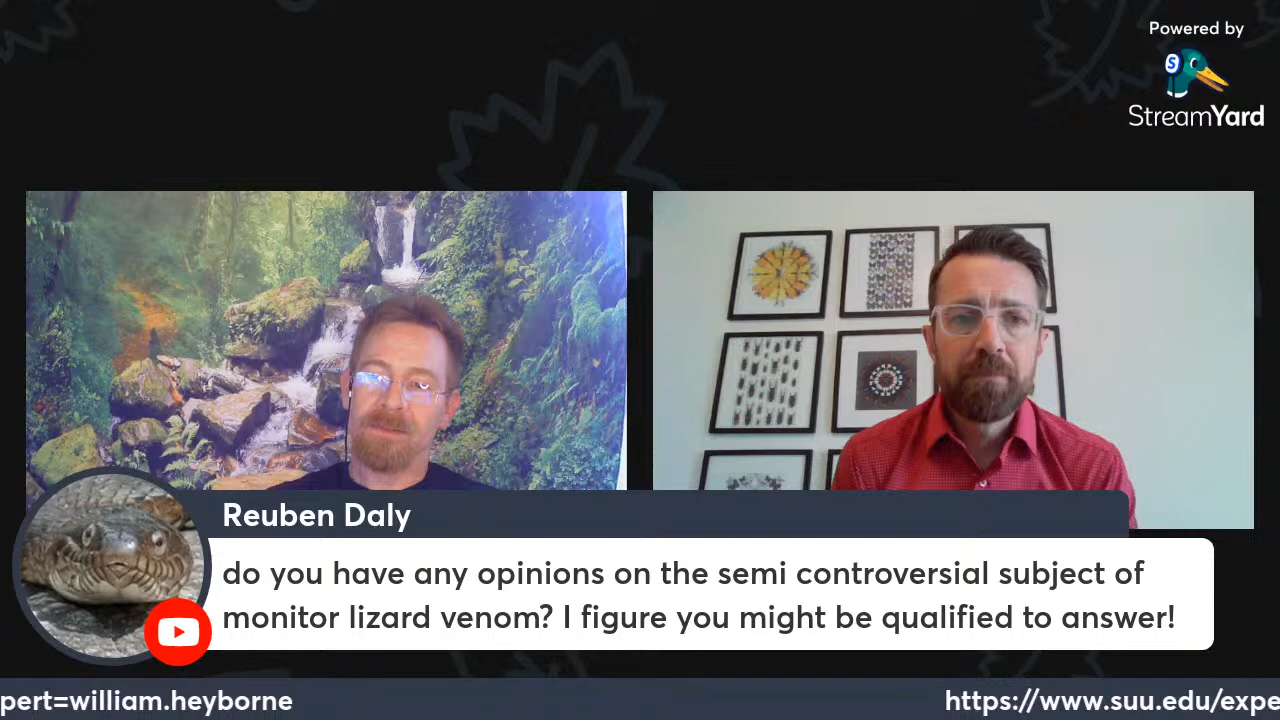 Powered by
S
StreamYard
Reuben Daly
do you have any opinions on the semi controversial subject of
monitor lizard venom? I figure you might be qualified to answer!
pert=william.heyborne
https://www.suu.edu/expe